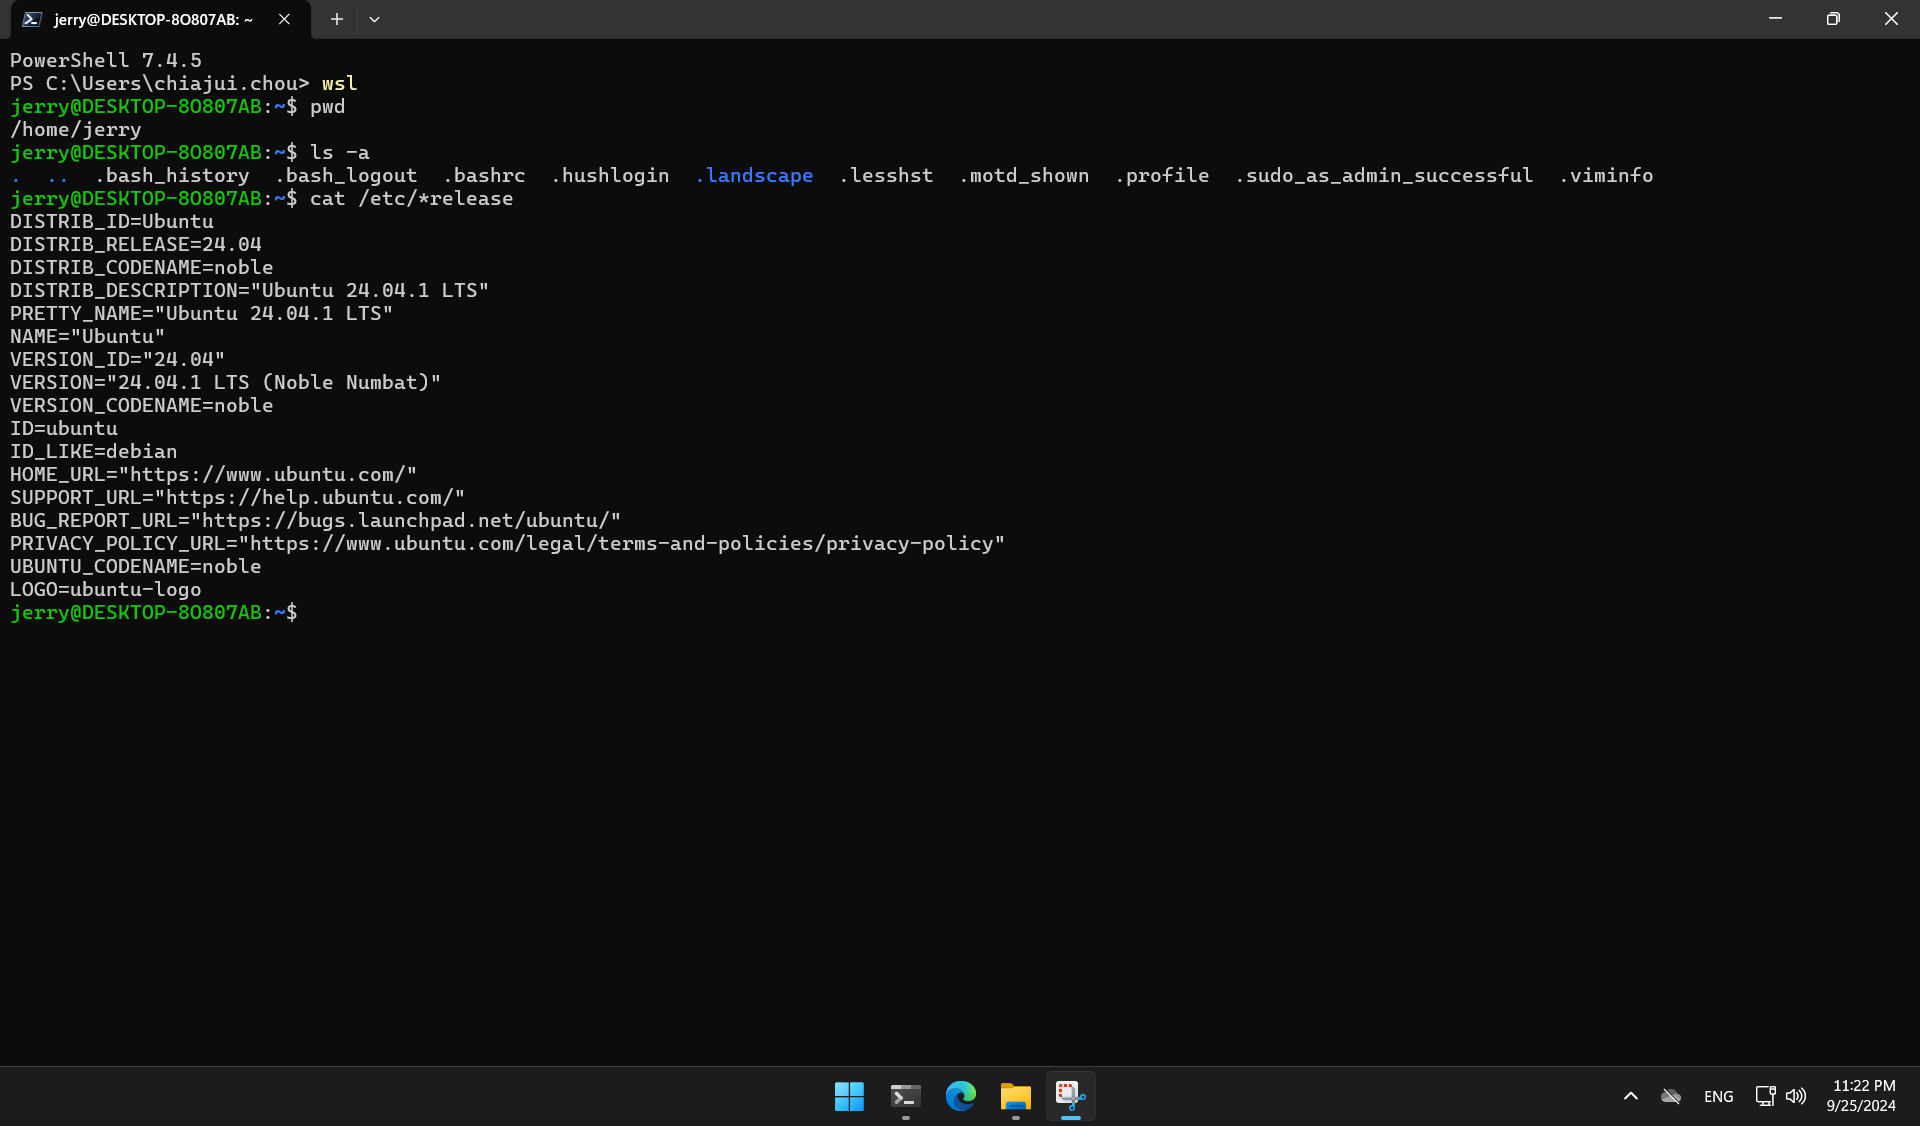 jerry@DESKTOP-8O807AB: ~
PowerShell 7.4.5
PS C:\Users\chiajui.chou> wsl
jerry@DESKTOP-8O807AB:~$ pwd
/home/jerry
jerry@DESKTOP-8O807AB:~$ ls -a
.  ..  .bash_history  .bash_logout  .bashrc  .hushlogin  .landscape  .lesshst  .motd_shown  .profile  .sudo_as_admin_successful  .viminfo
jerry@DESKTOP-8O807AB:~$ cat /etc/*release
DISTRIB_ID=Ubuntu
DISTRIB_RELEASE=24.04
DISTRIB_CODENAME=noble
DISTRIB_DESCRIPTION="Ubuntu 24.04.1 LTS"
PRETTY_NAME="Ubuntu 24.04.1 LTS"
NAME="Ubuntu"
VERSION_ID="24.04"
VERSION="24.04.1 LTS (Noble Numbat)"
VERSION_CODENAME=noble
ID=ubuntu
ID_LIKE=debian
HOME_URL="https://www.ubuntu.com/"
SUPPORT_URL="https://help.ubuntu.com/"
BUG_REPORT_URL="https://bugs.launchpad.net/ubuntu/"
PRIVACY_POLICY_URL="https://www.ubuntu.com/legal/terms-and-policies/privacy-policy"
UBUNTU_CODENAME=noble
LOGO=ubuntu-logo
jerry@DESKTOP-8O807AB:~$
ENG
11:22 PM
9/25/2024